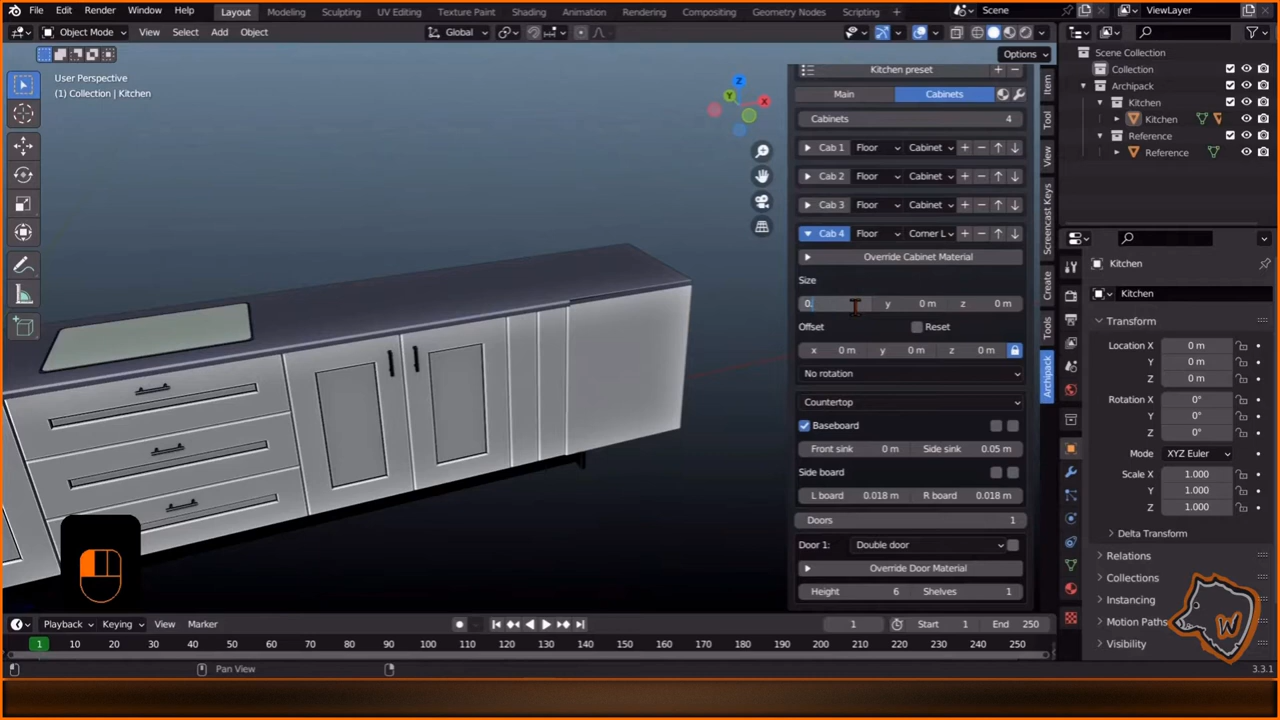 File Edit Render Window Help Layout Modeling Sculpting UV Editing Texture Paint Shading Animation Rendering Compositing Geometry Nodes Scripting + Scene ViewLayer
Object Mode View Select Add Object Global Options
User Perspective
(1) Collection | Kitchen
Z
Y
X
Kitchen preset + −
Main Cabinets
Cabinets 4
Cab 1 Floor Cabinet + −
Cab 2 Floor Cabinet + −
Cab 3 Floor Cabinet + −
Cab 4 Floor Corner L + −
Override Cabinet Material
Size
0. y 0 m z 0 m
Offset Reset
x 0 m y 0 m z 0 m
No rotation
Countertop
Baseboard
Front sink 0 m Side sink 0.05 m
Side board
L board 0.018 m R board 0.018 m
Doors 1
Door 1: Double door
Override Door Material
Height 6 Shelves 1
Item
Tool
View
Screencast Keys
Create
Tools
Archipack
Scene Collection
Collection
Archipack
Kitchen
Kitchen
Reference
Reference
Kitchen
Kitchen
Transform
Location X 0 m
Y 0 m
Z 0 m
Rotation X 0°
Y 0°
Z 0°
Mode XYZ Euler
Scale X 1.000
Y 1.000
Z 1.000
Delta Transform
Relations
Collections
Instancing
Motion Paths
Visibility
W
Playback Keying View Marker 1 Start 1 End 250
1 10 20 30 40 50 60 70 80 90 100 110 120 130 140 150 160 170 180 190 200 210 220 230 240 250
Pan View 3.3.1